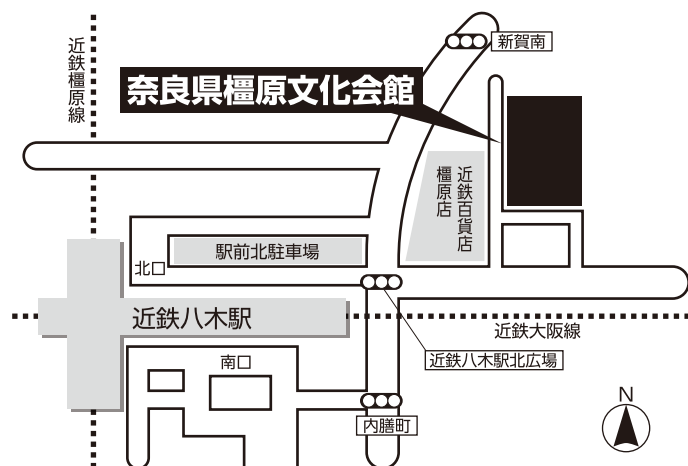 近鉄橿原線
新賀南
奈良県橿原文化会館
近鉄百貨店
橿原店
駅前北駐車場
北口
近鉄八木駅
近鉄大阪線
近鉄八木駅北広場
南口
内膳町
N